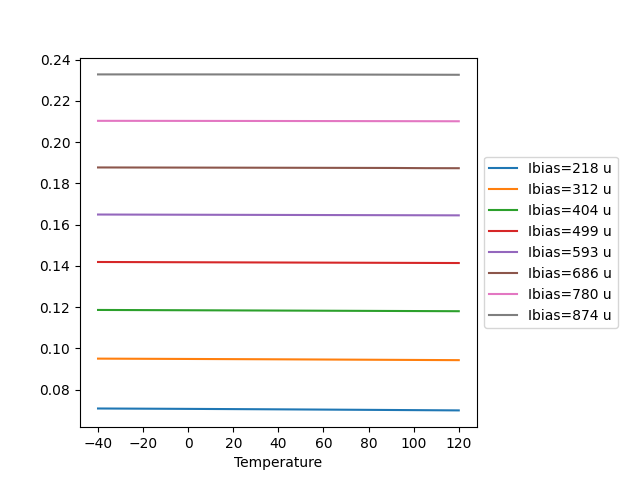 0.24
0.22
0.20
0.18
0.16
0.14
0.12
0.10
0.08
−40 −20 0 20 40 60 80 100 120
Temperature
Ibias=218 u
Ibias=312 u
Ibias=404 u
Ibias=499 u
Ibias=593 u
Ibias=686 u
Ibias=780 u
Ibias=874 u